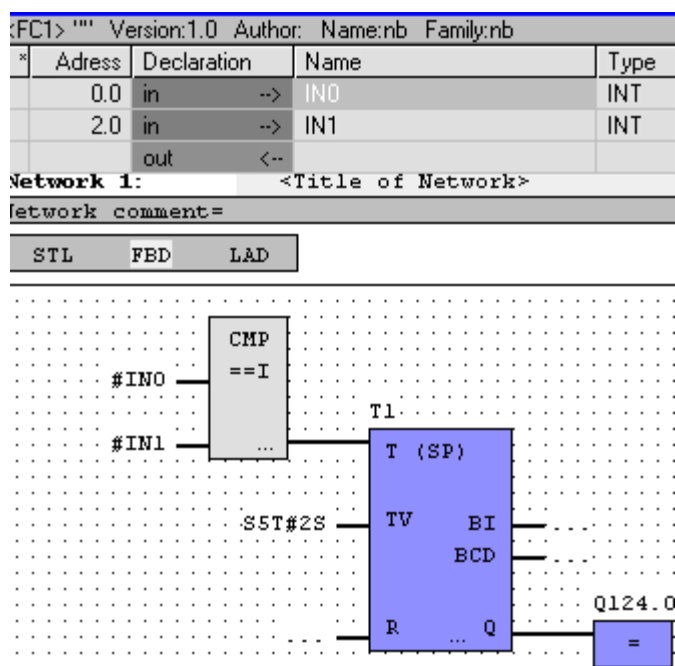 <FC1> "" Version:1.0 Author: Name:nb Family:nb
* Adress Declaration Name Type
0.0 in --> IN0 INT
2.0 in --> IN1 INT
out <--
Network 1: <Title of Network>
Network comment=
STL FBD LAD
CMP
#IN0 ==I
T1
#IN1 ...
T (SP)
S5T#2S TV BI ...
BCD ...
Q124.0
... R ... Q
=